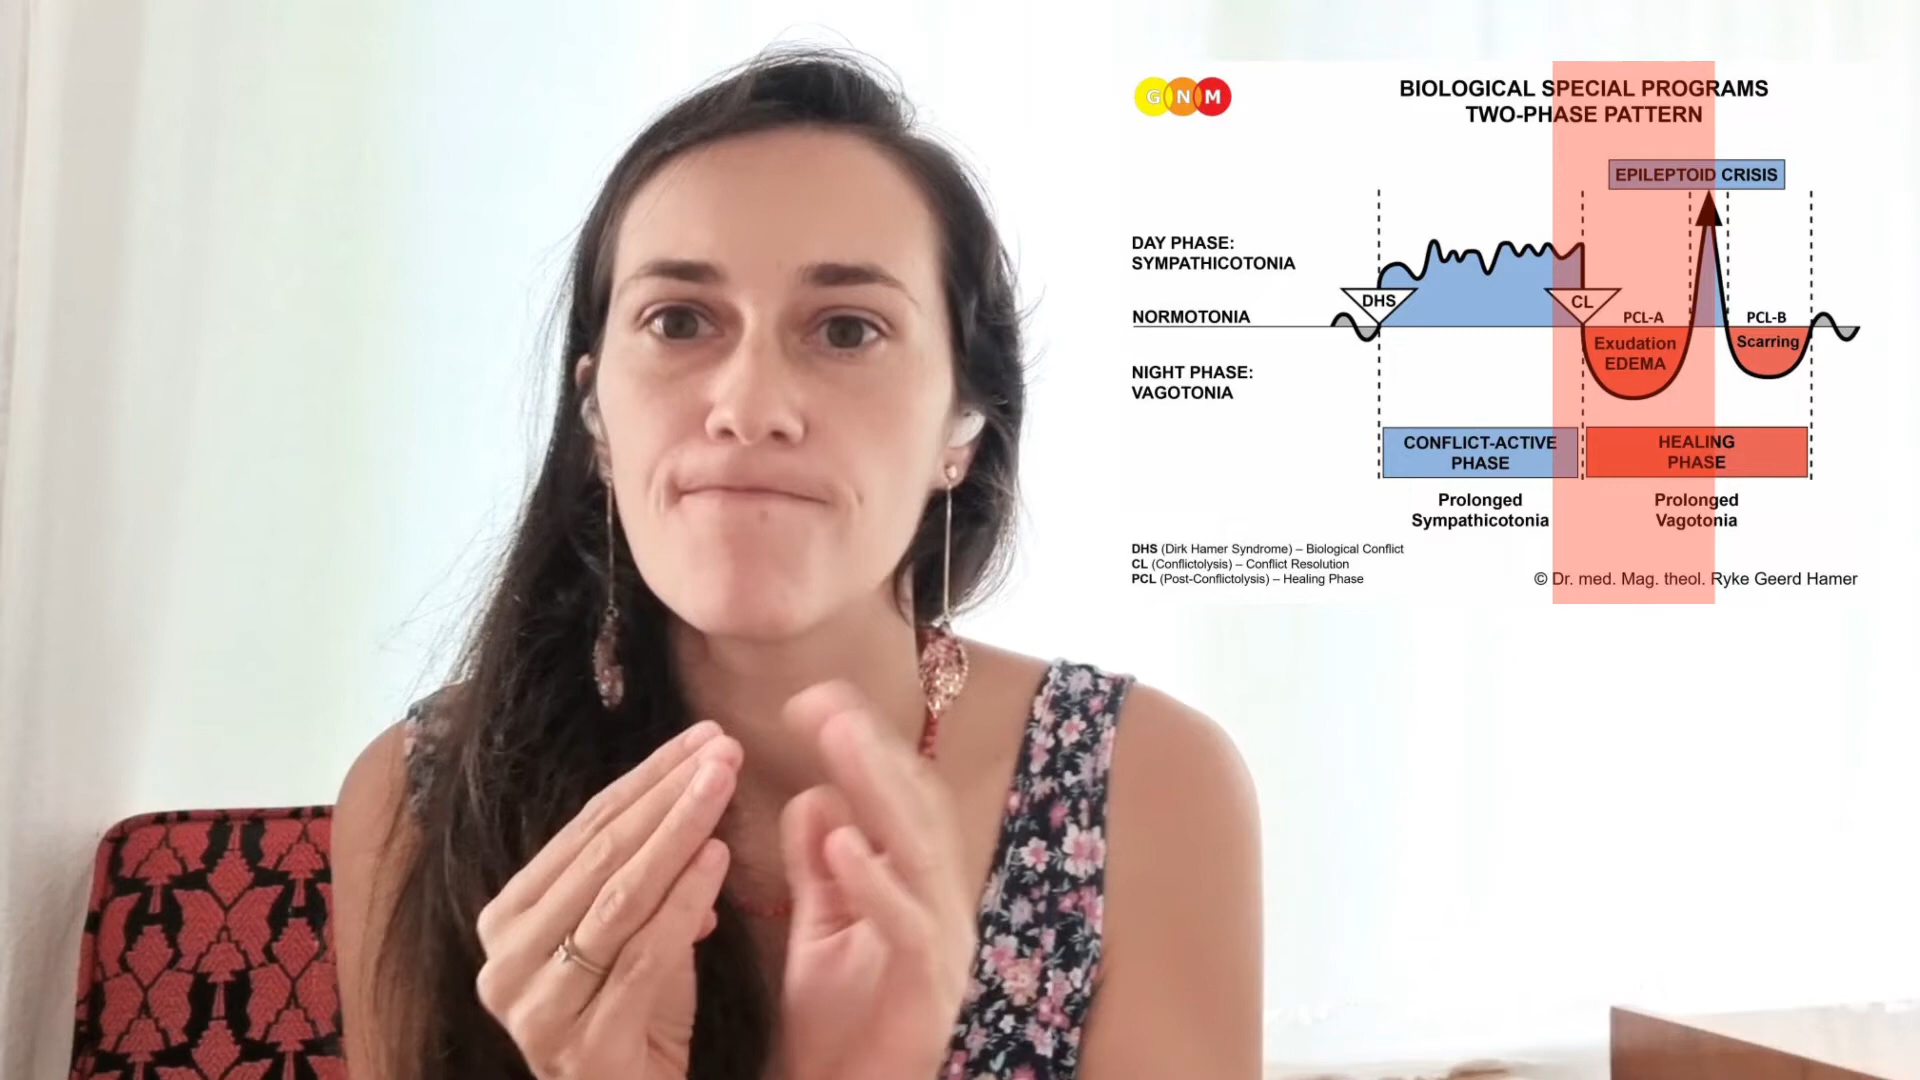 GNM
BIOLOGICAL SPECIAL PROGRAMS
TWO-PHASE PATTERN
EPILEPTOID CRISIS
DAY PHASE:
SYMPATHICOTONIA
DHS
CL
NORMOTONIA
PCL-A
PCL-B
Exudation
EDEMA
Scarring
NIGHT PHASE:
VAGOTONIA
CONFLICT-ACTIVE
PHASE
HEALING
PHASE
Prolonged
Sympathicotonia
Prolonged
Vagotonia
DHS (Dirk Hamer Syndrome) – Biological Conflict
CL (Conflictolysis) – Conflict Resolution
PCL (Post-Conflictolysis) – Healing Phase
© Dr. med. Mag. theol. Ryke Geerd Hamer